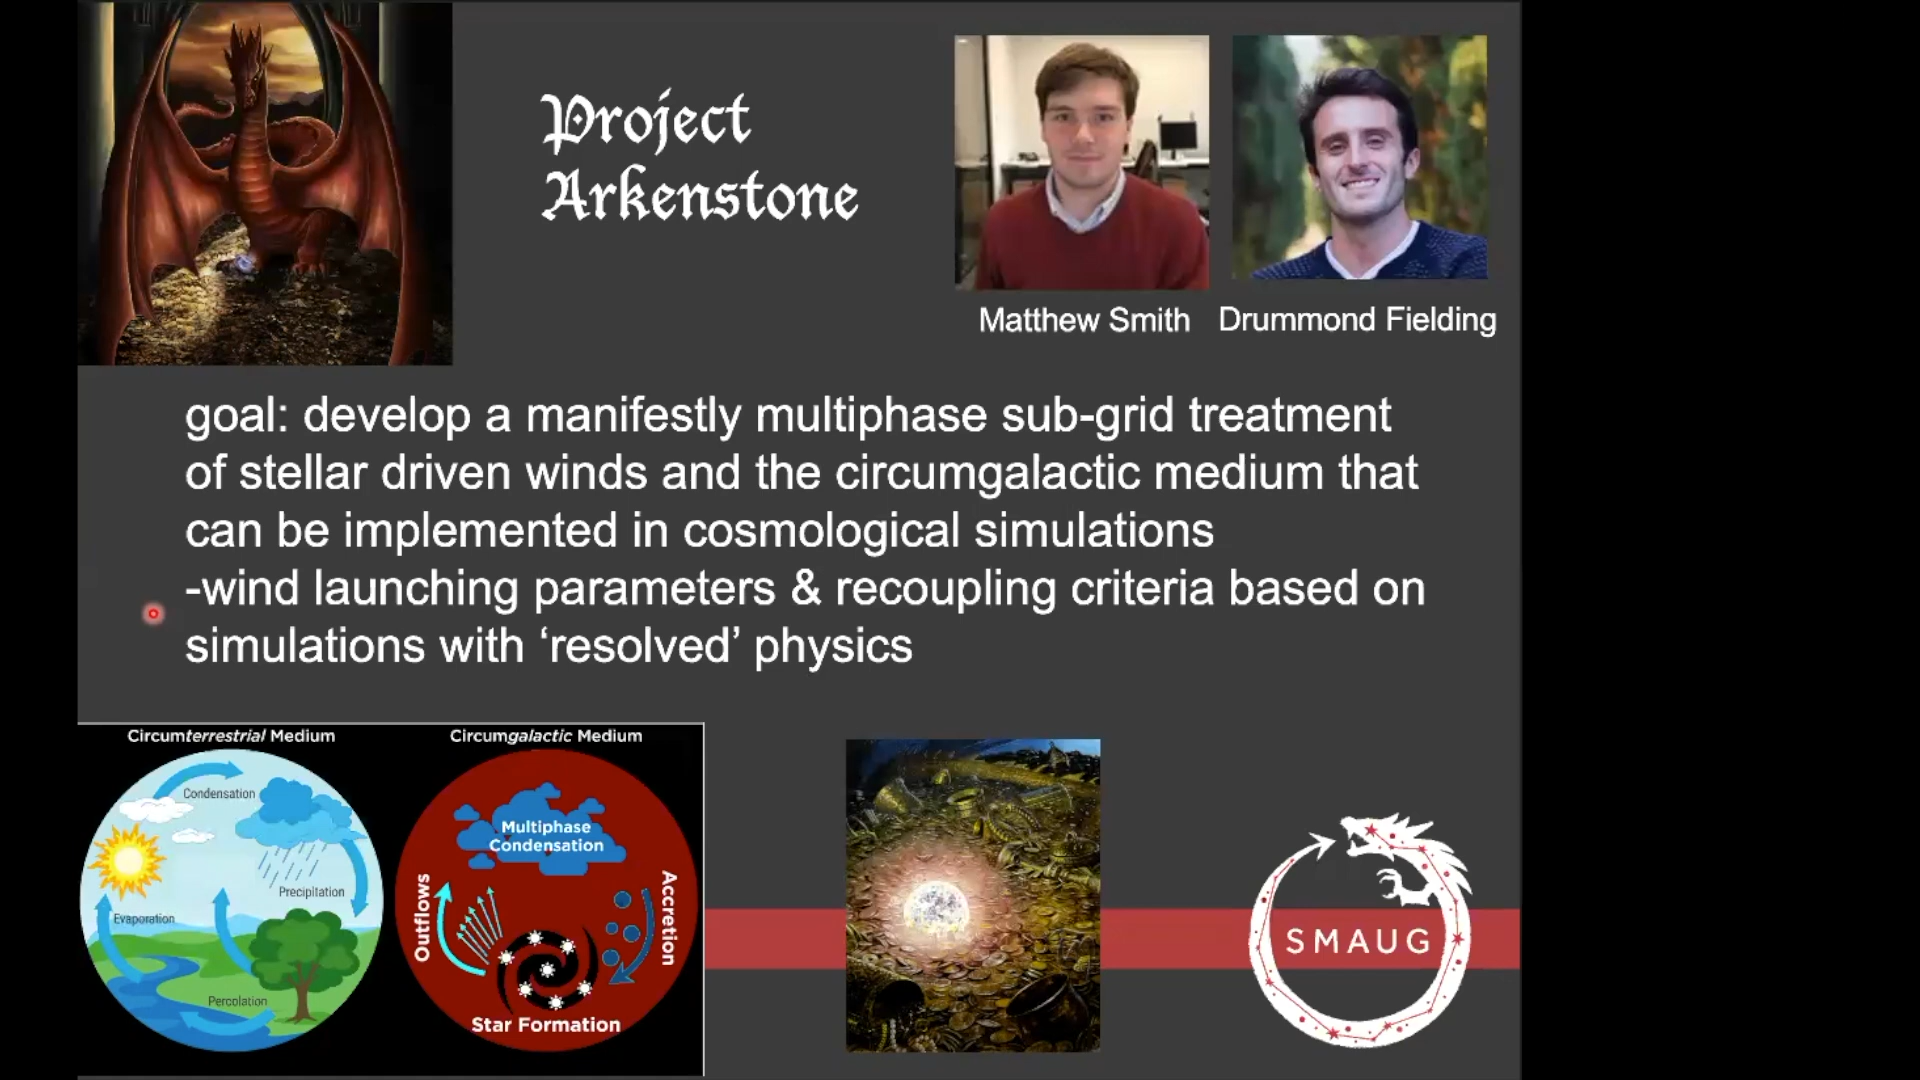 Project
Arkenstone
Matthew Smith
Drummond Fielding
goal: develop a manifestly multiphase sub-grid treatment
of stellar driven winds and the circumgalactic medium that
can be implemented in cosmological simulations
-wind launching parameters & recoupling criteria based on
simulations with ‘resolved’ physics
Circumterrestrial Medium
Condensation
Precipitation
Evaporation
Percolation
Circumgalactic Medium
Multiphase
Condensation
Outflows
Accretion
Star Formation
SMAUG